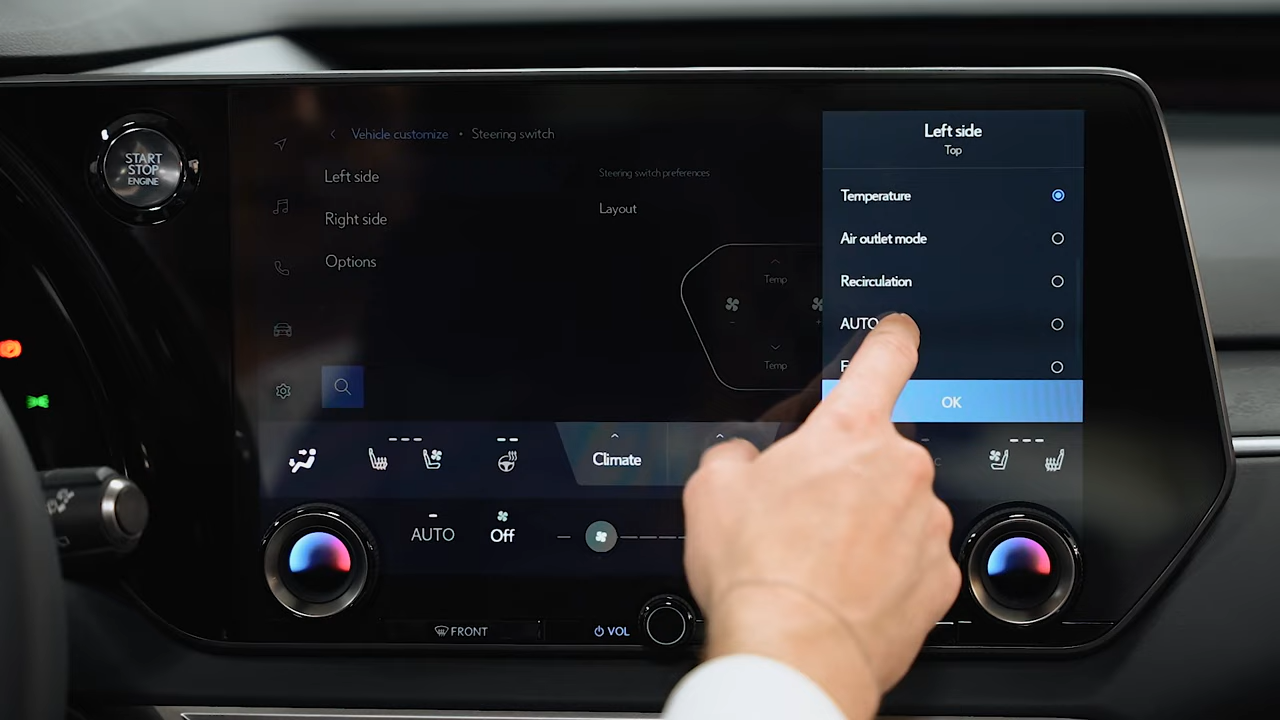 START
STOP
ENGINE
Vehicle customize • Steering switch
Left side
Right side
Options
Steering switch preferences
Layout
Temp
Temp
Left side
Top
Temperature
Air outlet mode
Recirculation
AUTO
OK
Climate
AUTO
Off
FRONT
VOL